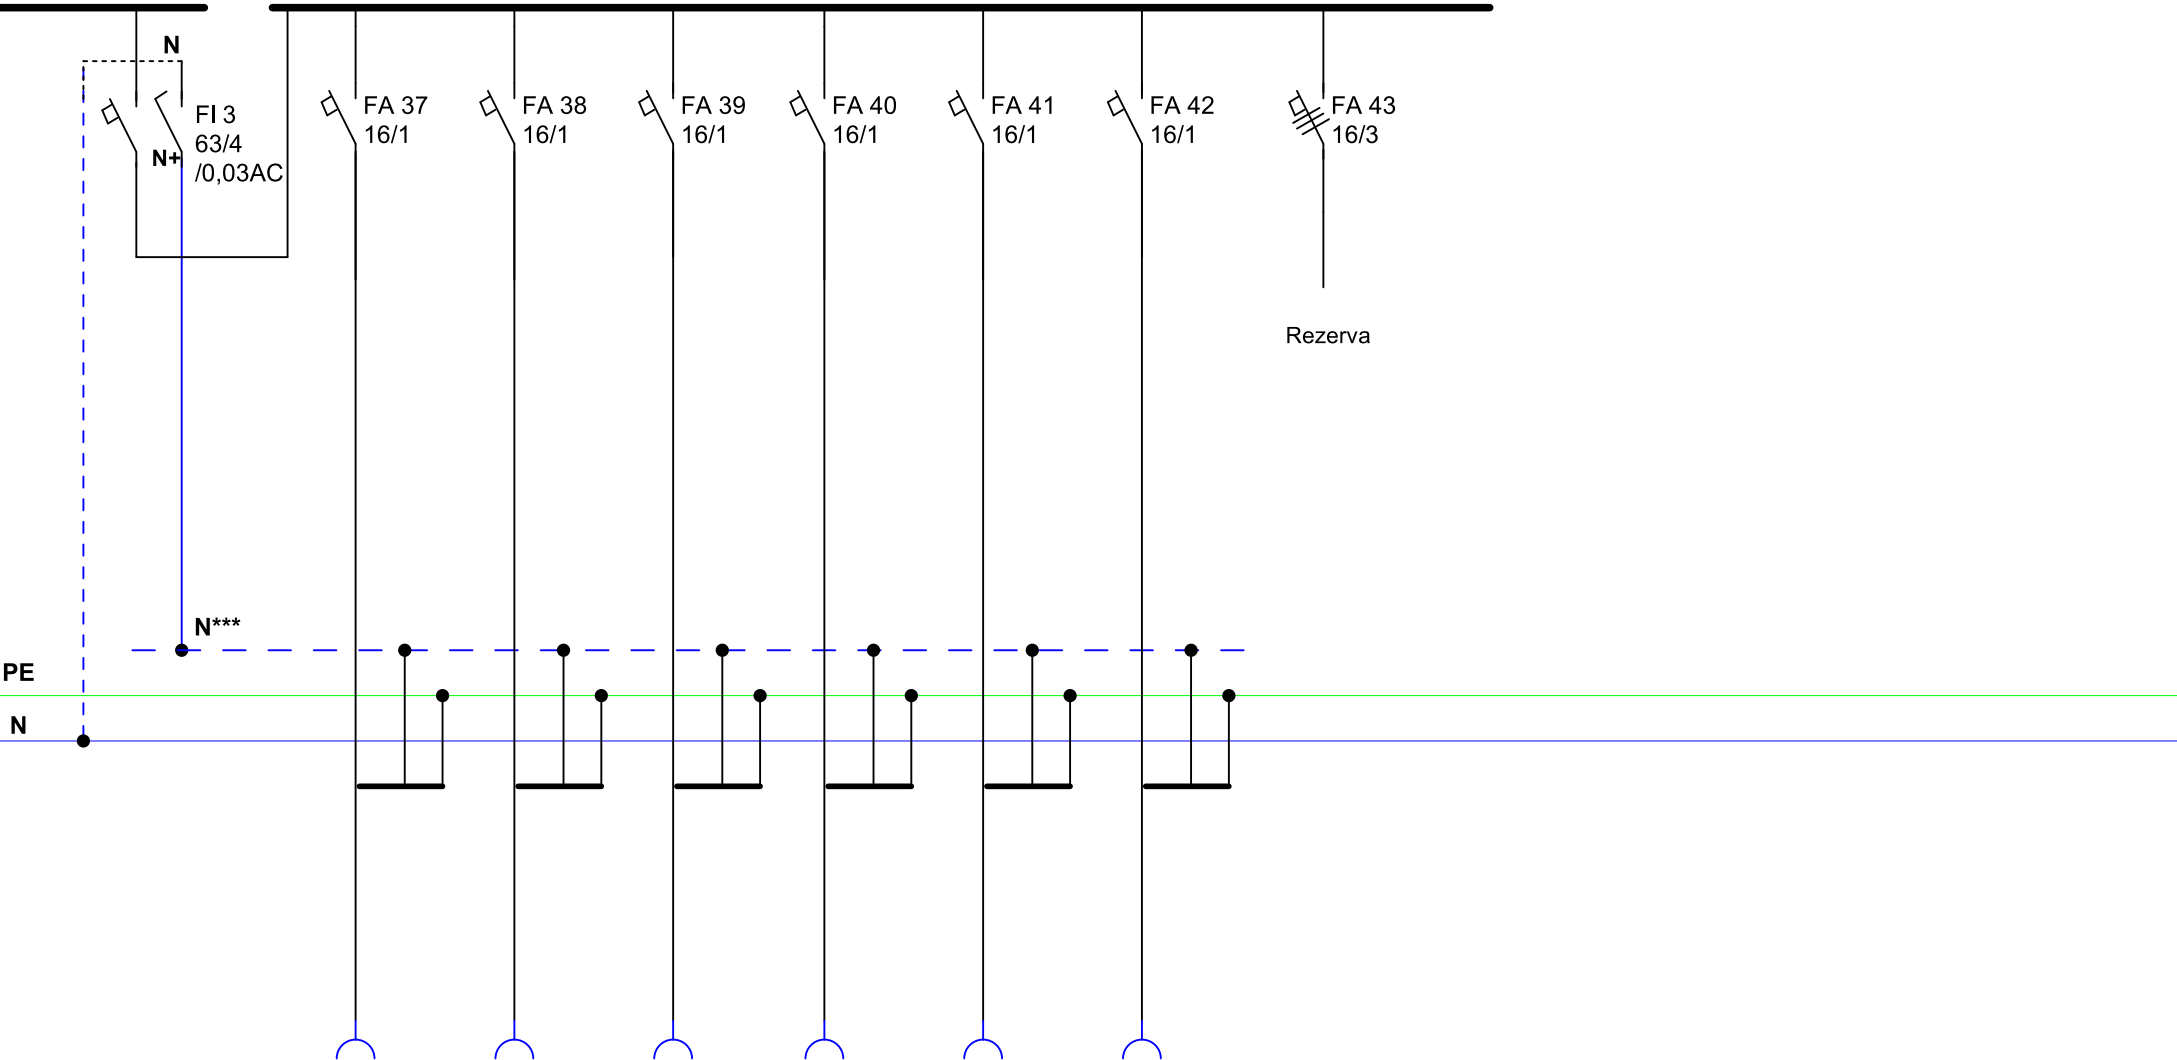 N
FI 3
63/4
/0,03AC
N+
FA 37
16/1
FA 38
16/1
FA 39
16/1
FA 40
16/1
FA 41
16/1
FA 42
16/1
FA 43
16/3
Rezerva
N***
PE
N